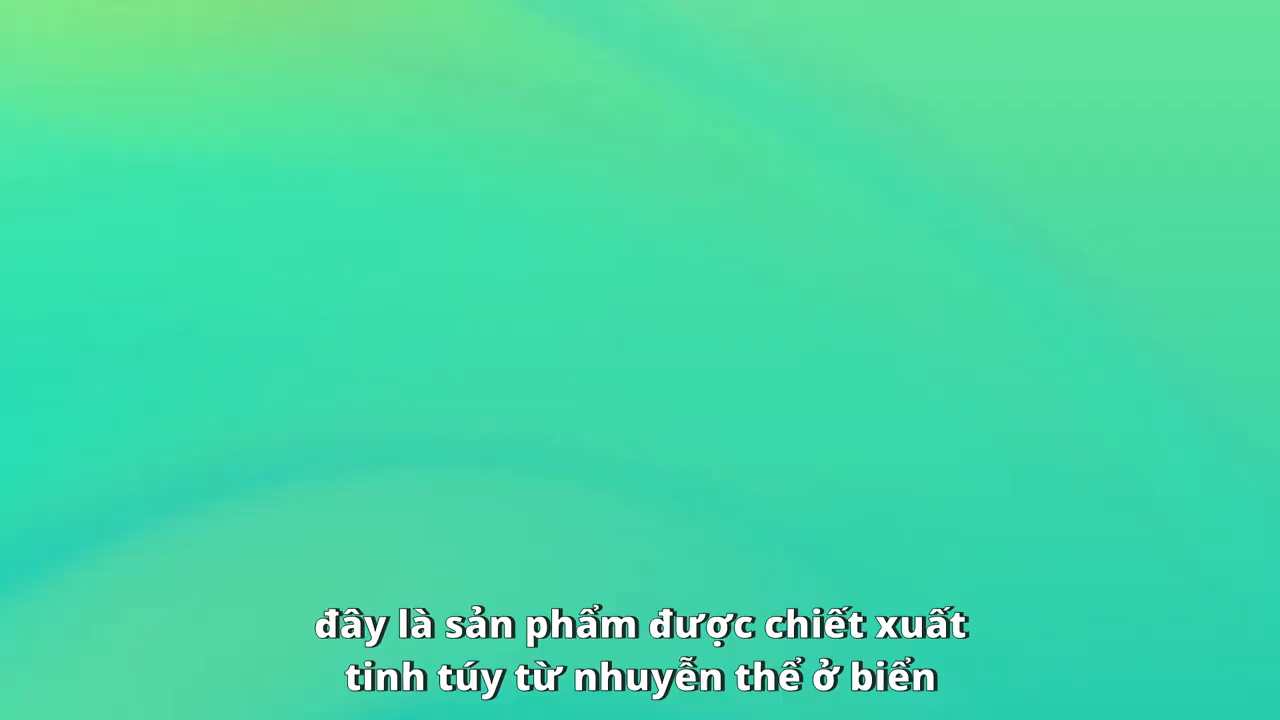 đây là sản phẩm được chiết xuất
tinh túy từ nhuyễn thể ở biển